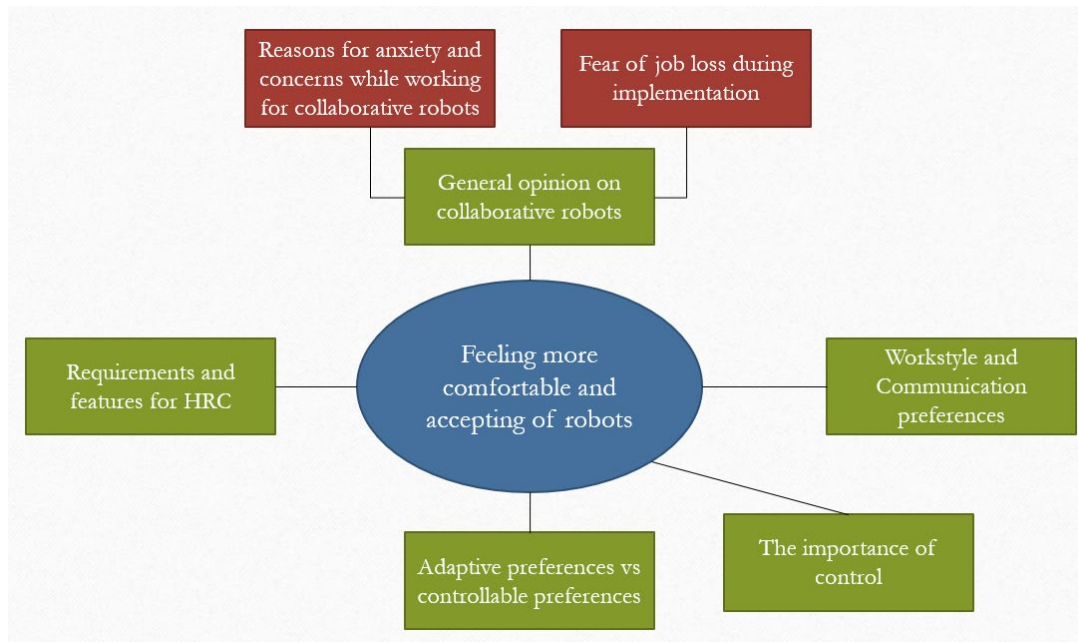 Reasons for anxiety and
concerns while working
for collaborative robots
Fear of job loss during
implementation
General opinion on
collaborative robots
Feeling more
comfortable and
accepting of robots
Requirements and
features for HRC
Workstyle and
Communication
preferences
Adaptive preferences vs
controllable preferences
The importance of
control